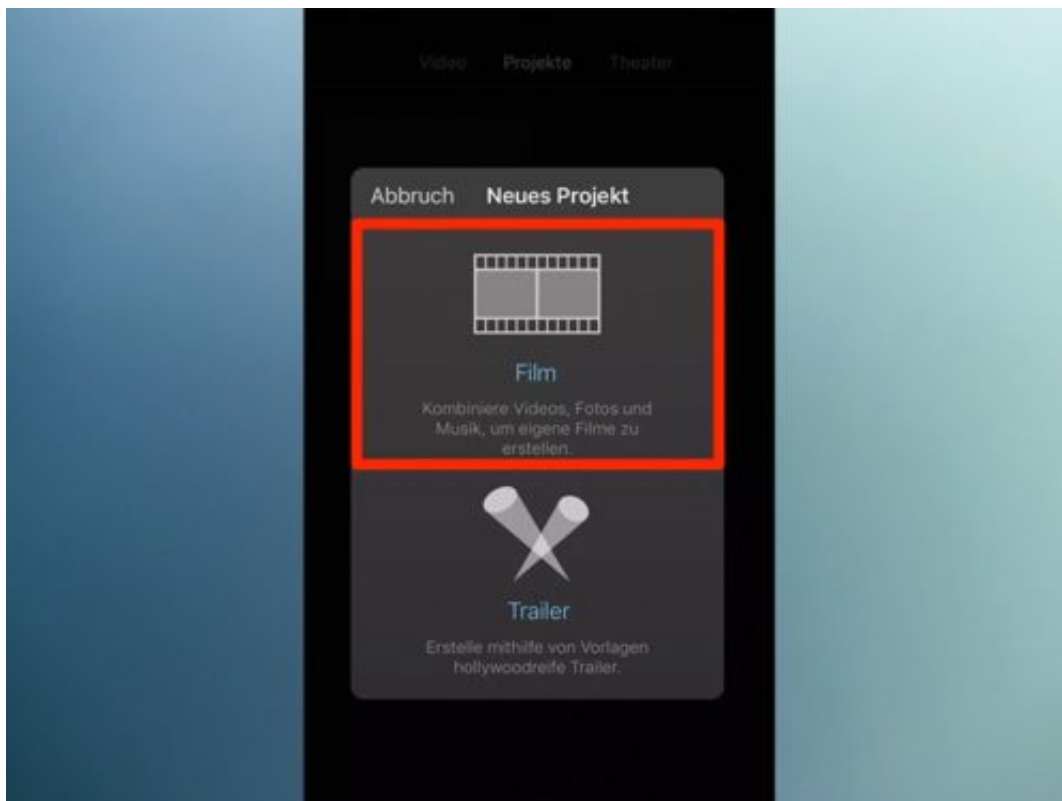 Video Projekte Theater
Abbruch Neues Projekt
Film
Kombiniere Videos, Fotos und
Musik, um eigene Filme zu
erstellen.
Trailer
Erstelle mithilfe von Vorlagen
hollywoodreife Trailer.